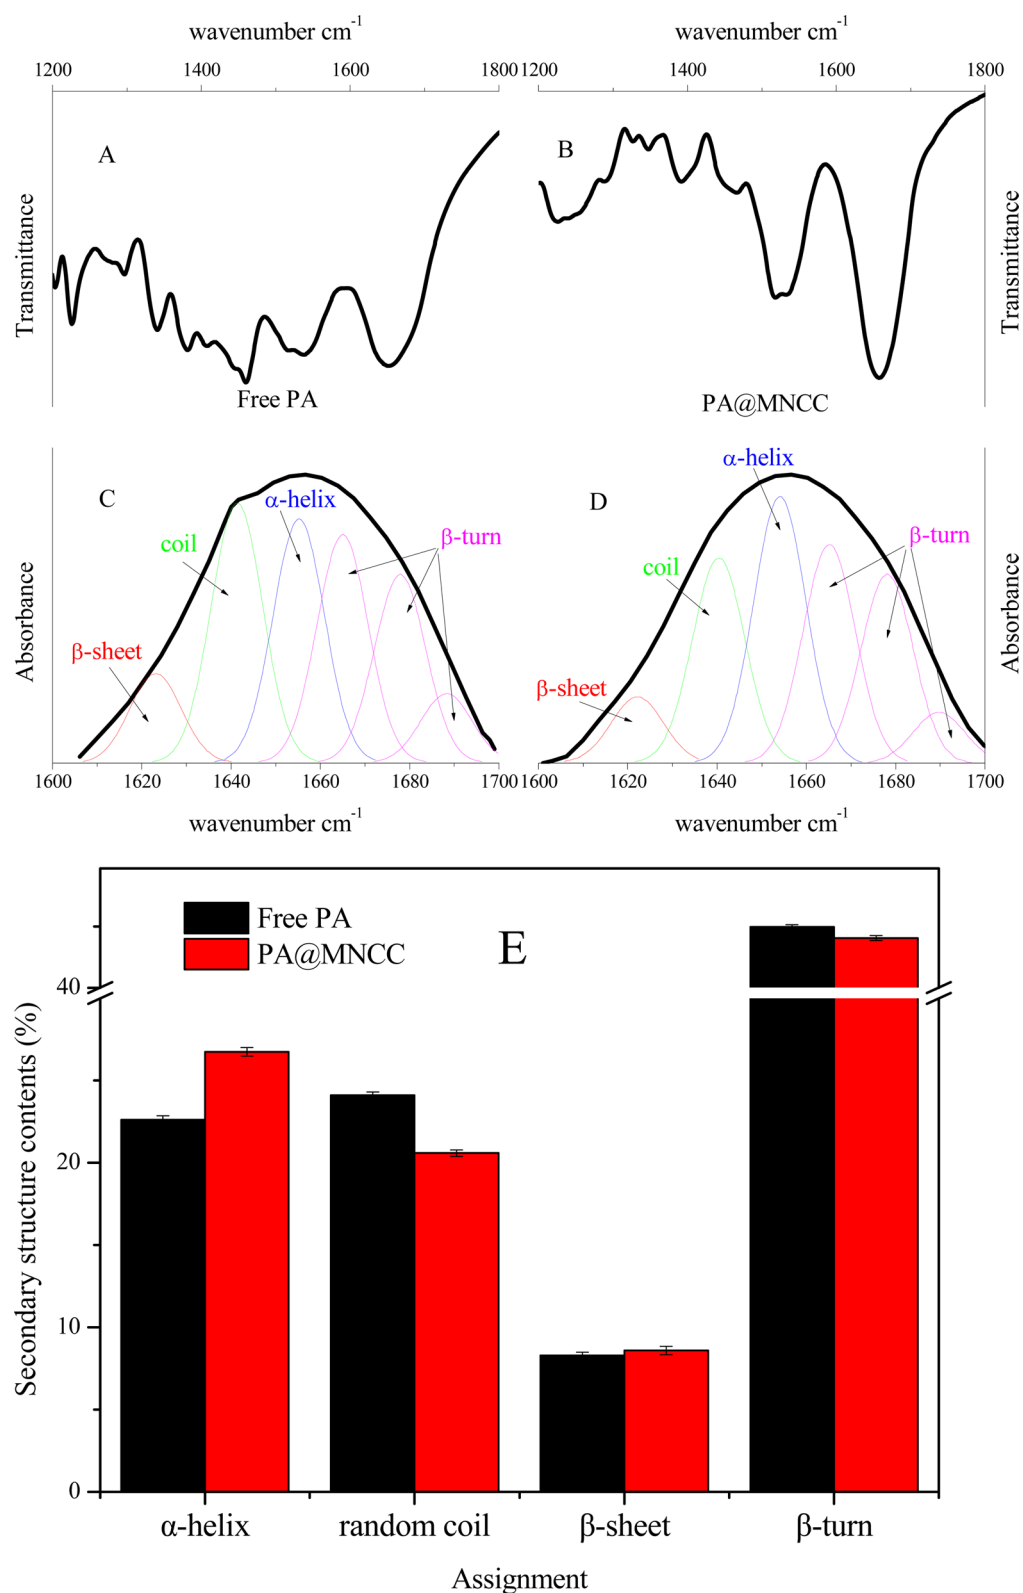 wavenumber cm⁻¹
wavenumber cm⁻¹
1200 1400 1600 1800
1200 1400 1600 1800
A
B
Transmittance
Transmittance
Free PA
PA@MNCC
C
D
α-helix
α-helix
coil
coil
β-turn
β-turn
β-sheet
β-sheet
Absorbance
Absorbance
1600 1620 1640 1660 1680 1700
1600 1620 1640 1660 1680 1700
wavenumber cm⁻¹
wavenumber cm⁻¹
Free PA
PA@MNCC
E
Secondary structure contents (%)
40
20
10
0
α-helix random coil β-sheet β-turn
Assignment